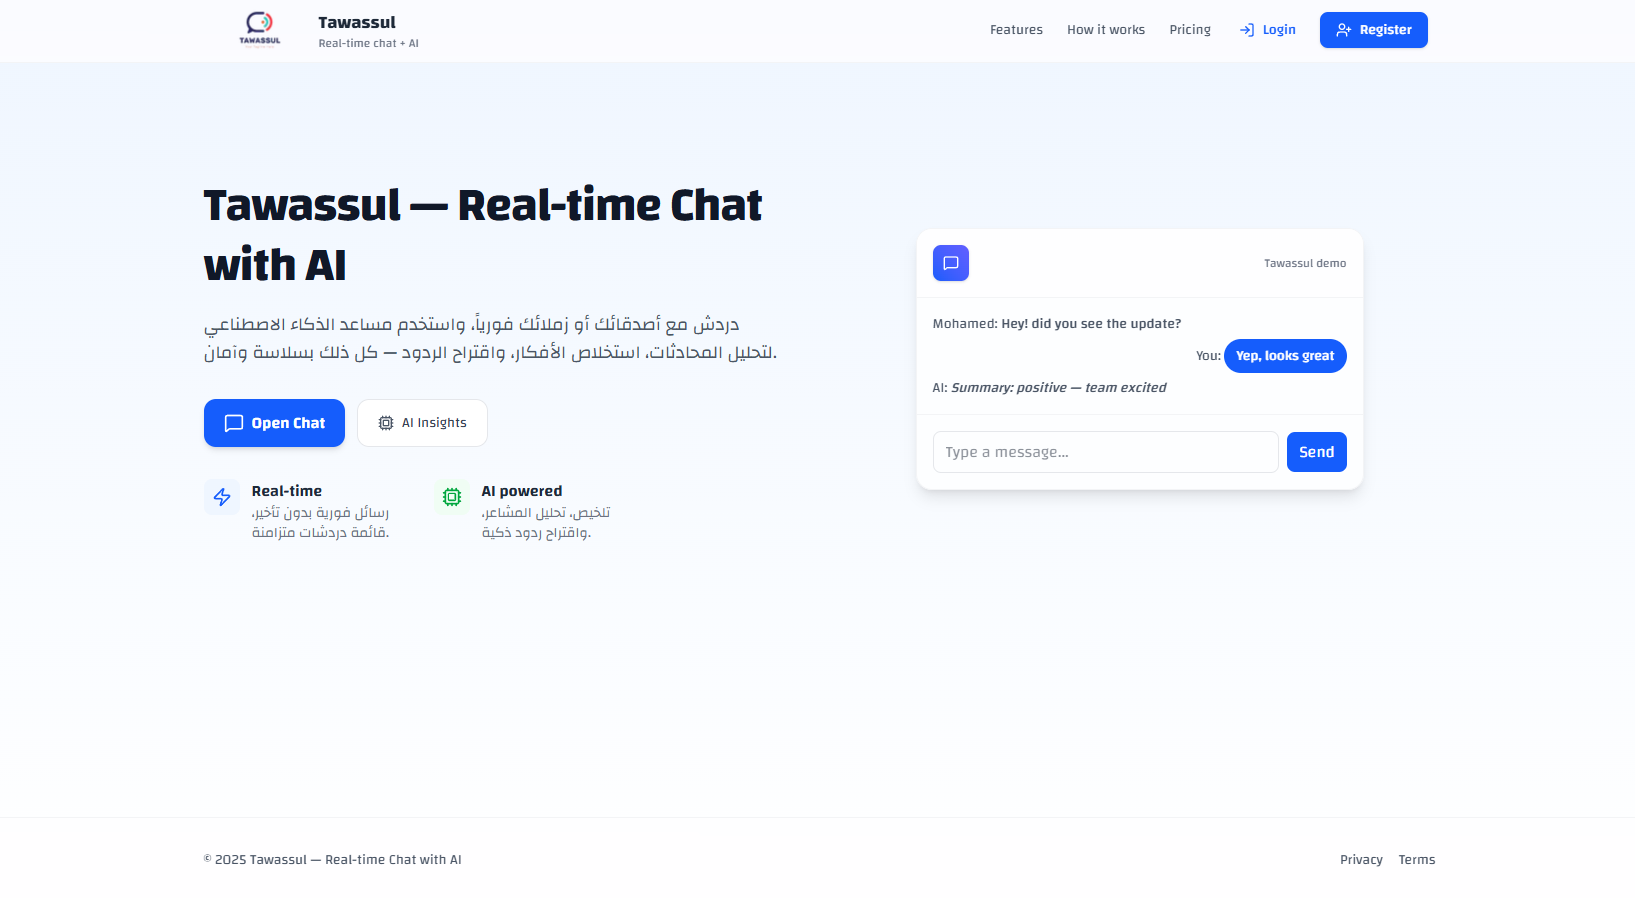 TAWASSUL
Tawassul
Real-time chat + AI
Features
How it works
Pricing
Login
Register
Tawassul — Real-time Chat
with AI
دردش مع أصدقائك أو زملائك فورياً، واستخدم مساعد الذكاء الاصطناعي
لتحليل المحادثات، استخلاص الأفكار، واقتراح الردود — كل ذلك بسلاسة وأمان.
Open Chat
AI Insights
Real-time
رسائل فورية بدون تأخير،
قائمة دردشات متزامنة.
AI powered
تلخيص، تحليل المشاعر،
واقتراح ردود ذكية.
Tawassul demo
Mohamed: Hey! did you see the update?
You: Yep, looks great
AI: Summary: positive — team excited
Type a message...
Send
© 2025 Tawassul — Real-time Chat with AI
Privacy
Terms